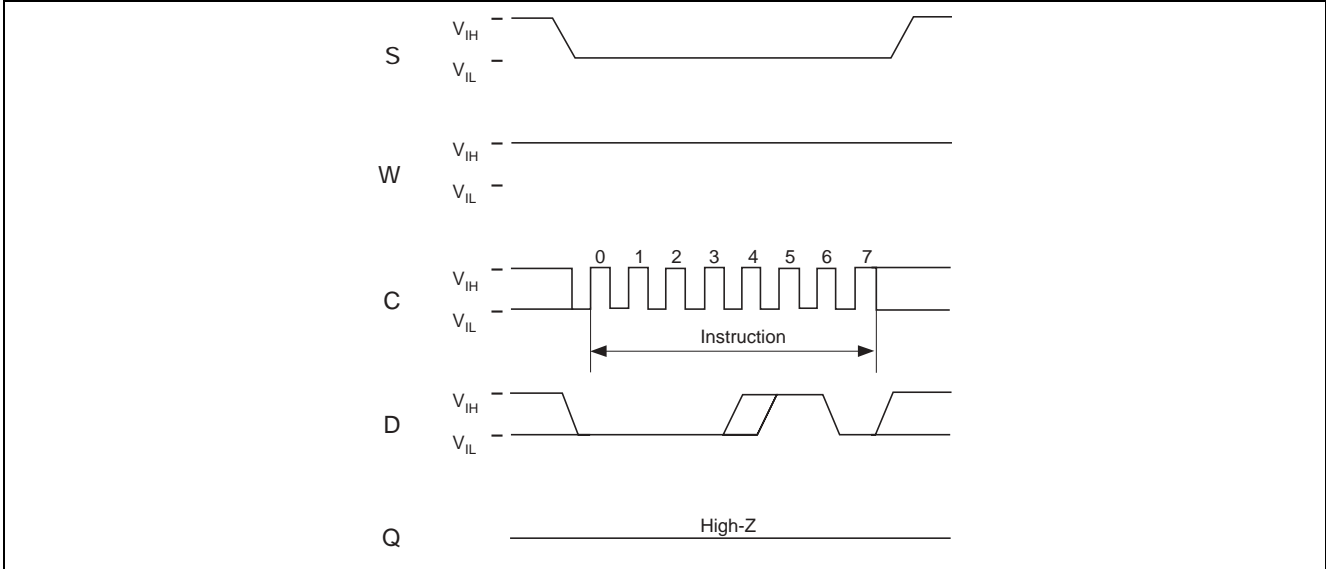 S
V_IH
V_IL
W
V_IH
V_IL
C
V_IH
V_IL
0 1 2 3 4 5 6 7
Instruction
D
V_IH
V_IL
Q
High-Z